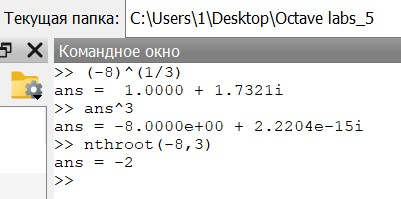 Текущая папка: C:\Users\1\Desktop\Octave labs_5
Командное окно
>> (-8)^(1/3)
ans =  1.0000 + 1.7321i
>> ans^3
ans = -8.0000e+00 + 2.2204e-15i
>> nthroot(-8,3)
ans = -2
>>